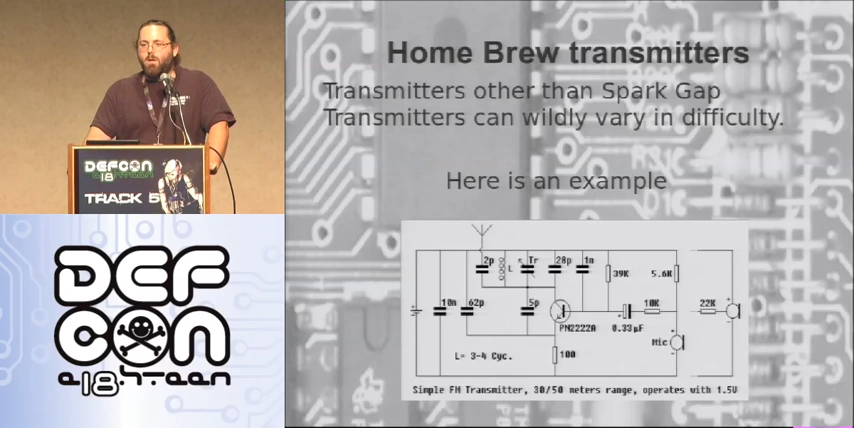 Home Brew transmitters
Transmitters other than Spark Gap
Transmitters can wildly vary in difficulty.
Here is an example
2p
L
Tr
28p
1n
39K
5.6K
10n
62p
5p
PN2222A
0.33µF
10K
22K
Mic
L= 3-4 Cyc.
100
Simple FM Transmitter, 30/50 meters range, operates with 1.5V
DEFCON
18
TRACK 5
DEF
CON
e18hteen